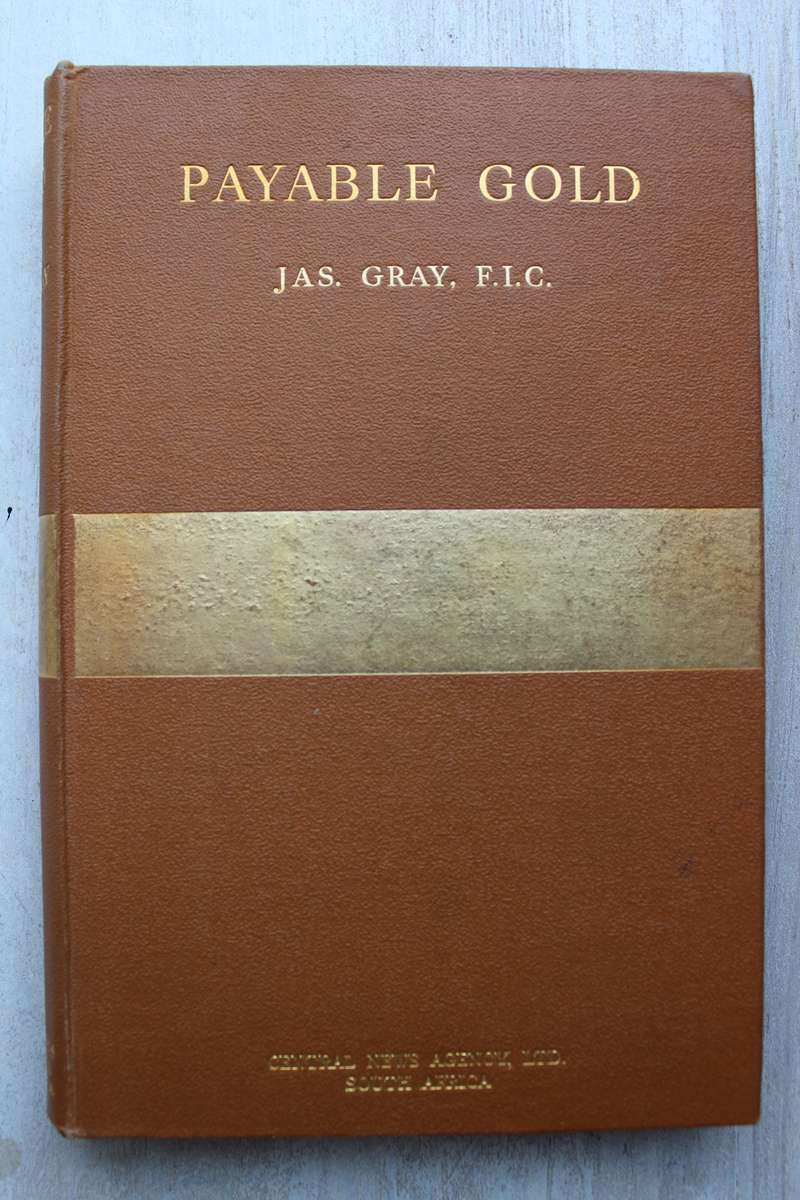 PAYABLE GOLD
JAS. GRAY, F.I.C.
CENTRAL NEWS AGENCY, LTD.
SOUTH AFRICA